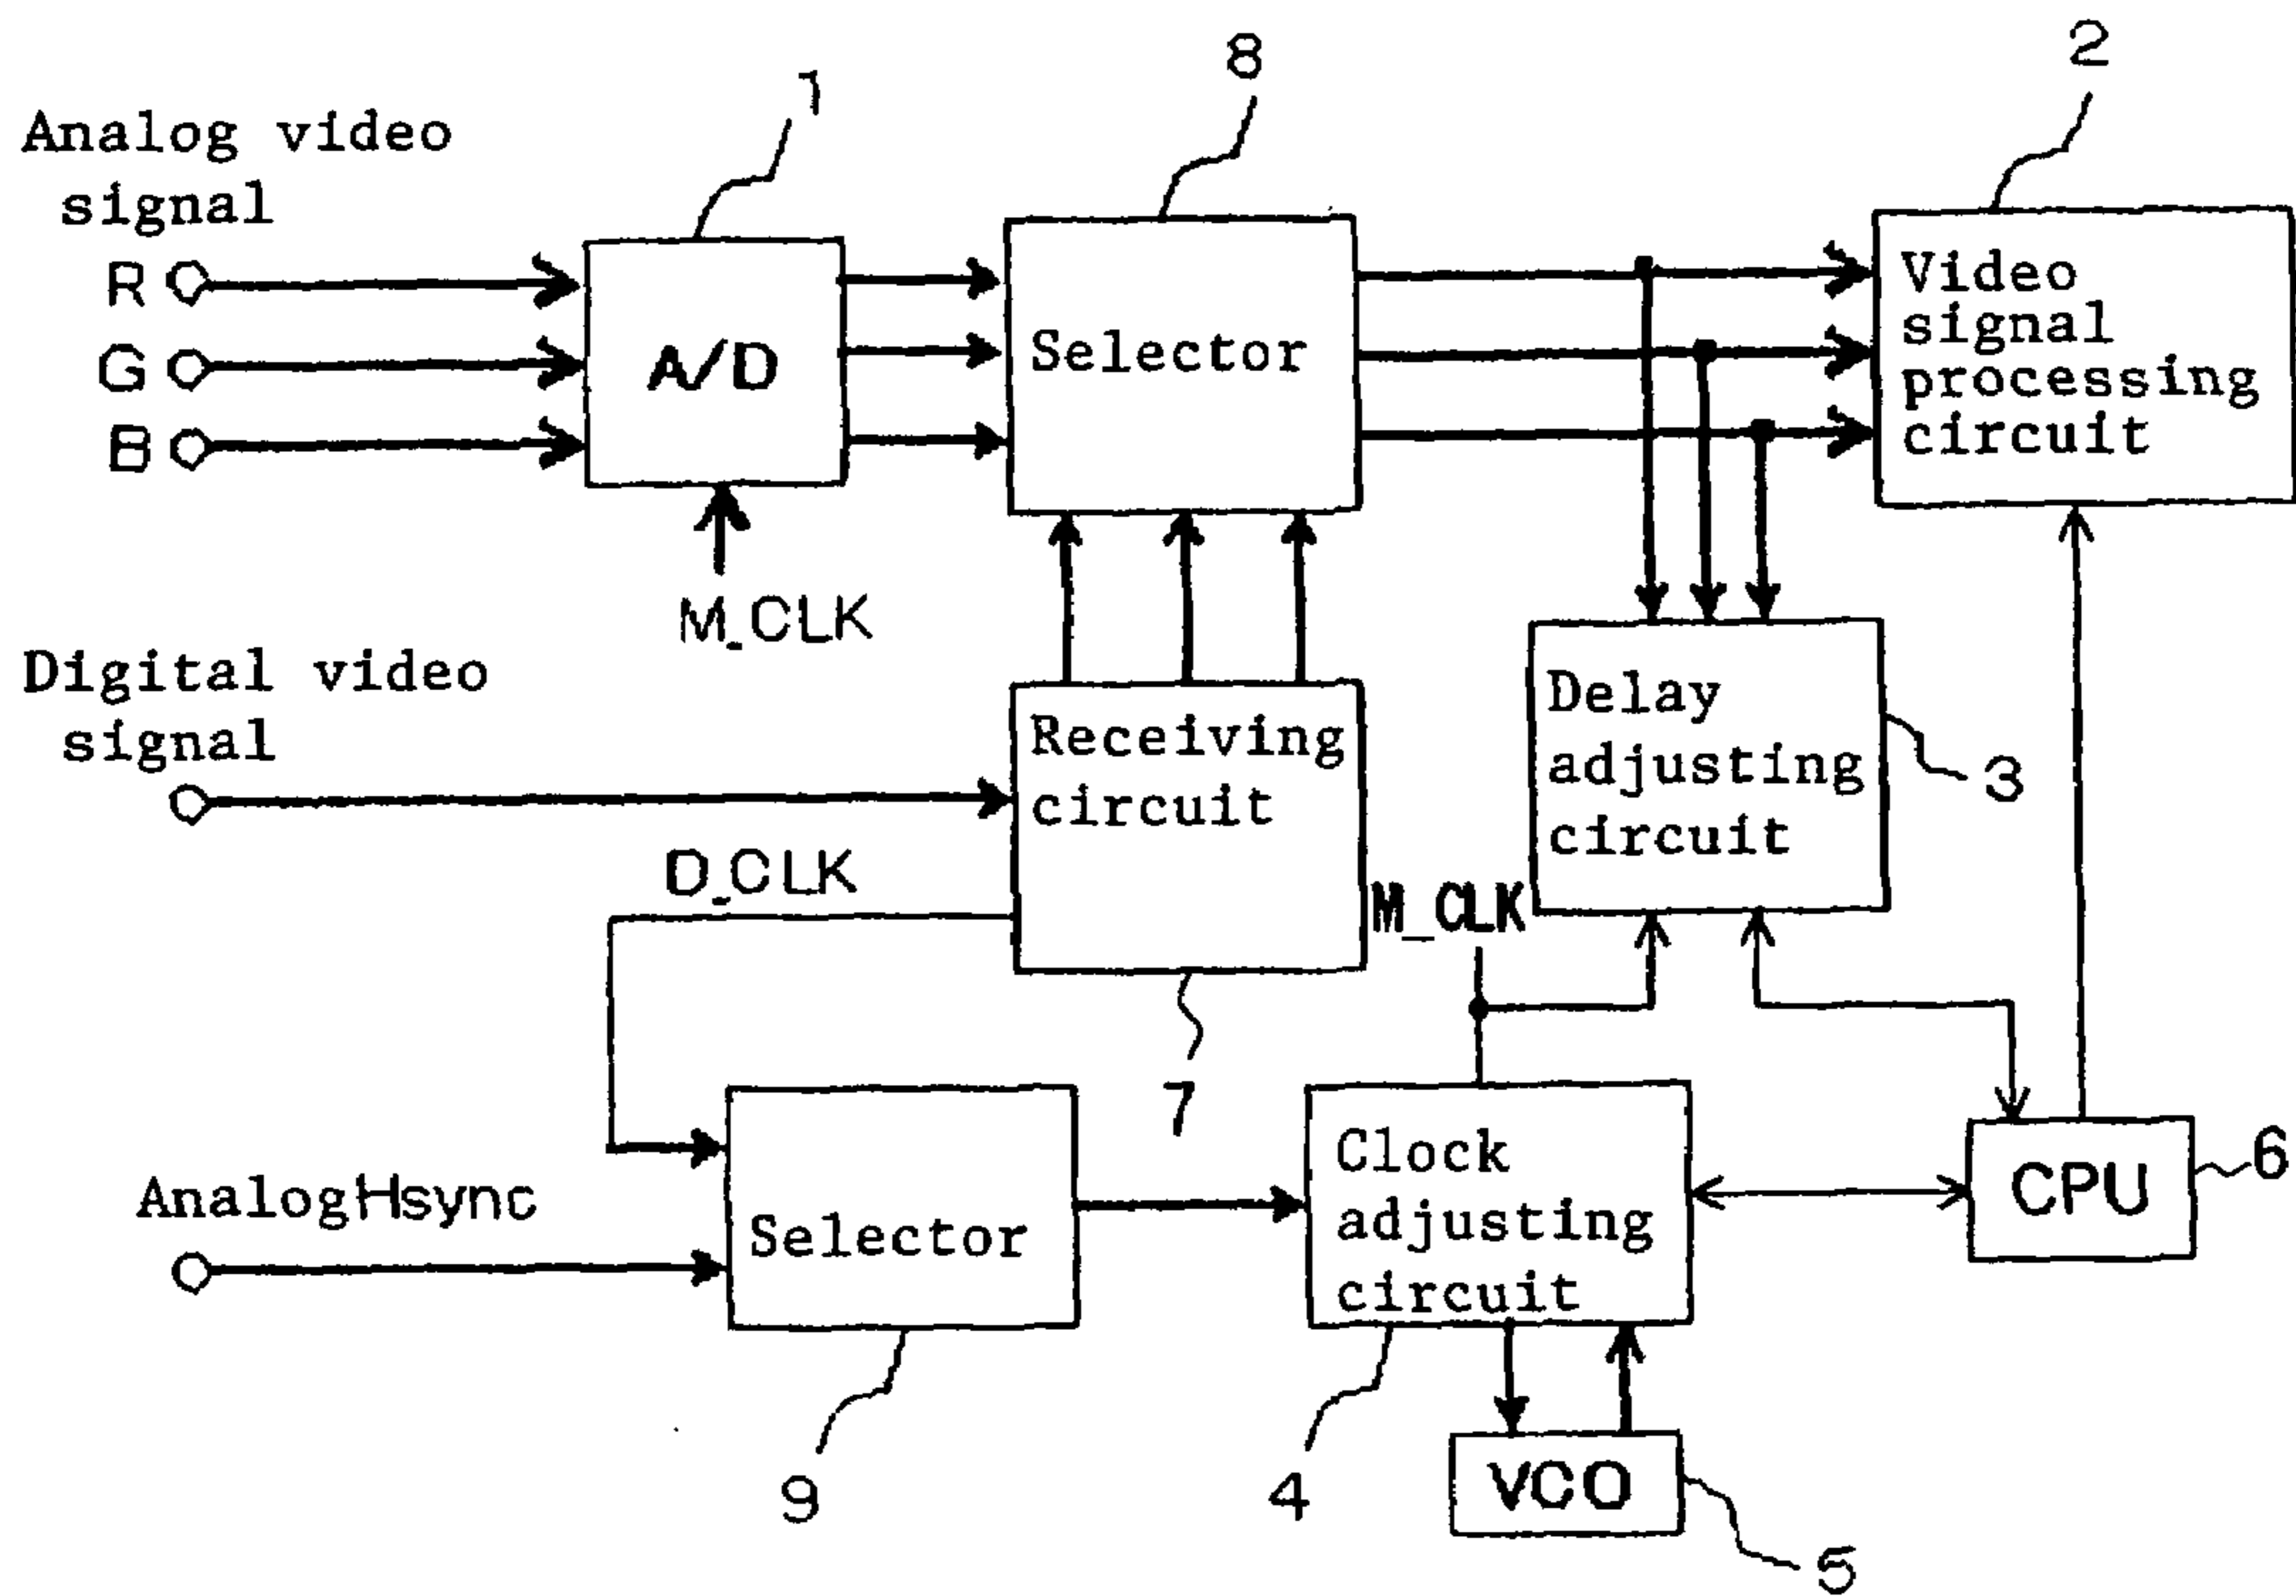 8
2
1
Analog video
signal
R
G
B
A/D
Selector
Video
signal
processing
circuit
M_CLK
Digital video
signal
Receiving
circuit
Delay
adjusting
circuit
3
D_CLK
M_CLK
7
AnalogHsync
Selector
Clock
adjusting
circuit
CPU
6
9
4
VCO
5